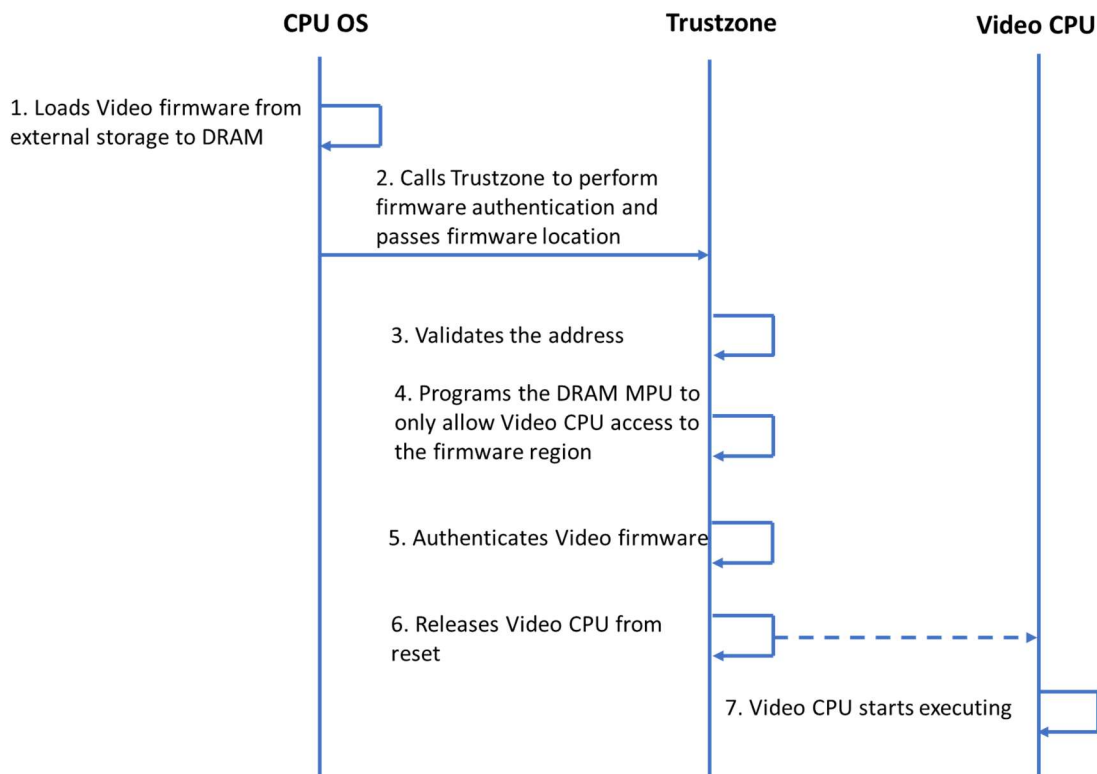 CPU OS
Trustzone
Video CPU
1. Loads Video firmware from
external storage to DRAM
2. Calls Trustzone to perform
firmware authentication and
passes firmware location
3. Validates the address
4. Programs the DRAM MPU to
only allow Video CPU access to
the firmware region
5. Authenticates Video firmware
6. Releases Video CPU from
reset
7. Video CPU starts executing